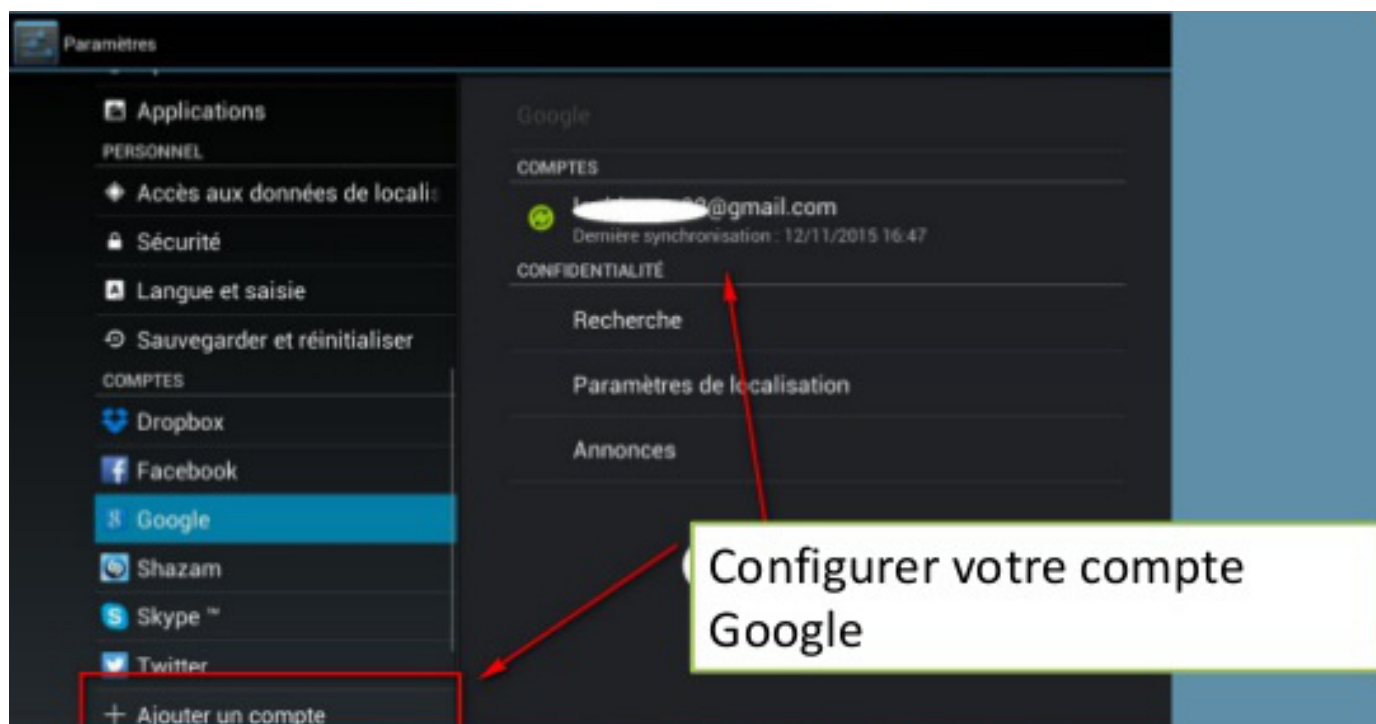 Paramètres
Applications
PERSONNEL
Accès aux données de localis
Sécurité
Langue et saisie
Sauvegarder et réinitialiser
COMPTES
Dropbox
Facebook
Google
Shazam
Skype ™
Twitter
+ Ajouter un compte
Google
COMPTES
@gmail.com
Dernière synchronisation : 12/11/2015 16:47
CONFIDENTIALITÉ
Recherche
Paramètres de localisation
Annonces
Configurer votre compte
Google